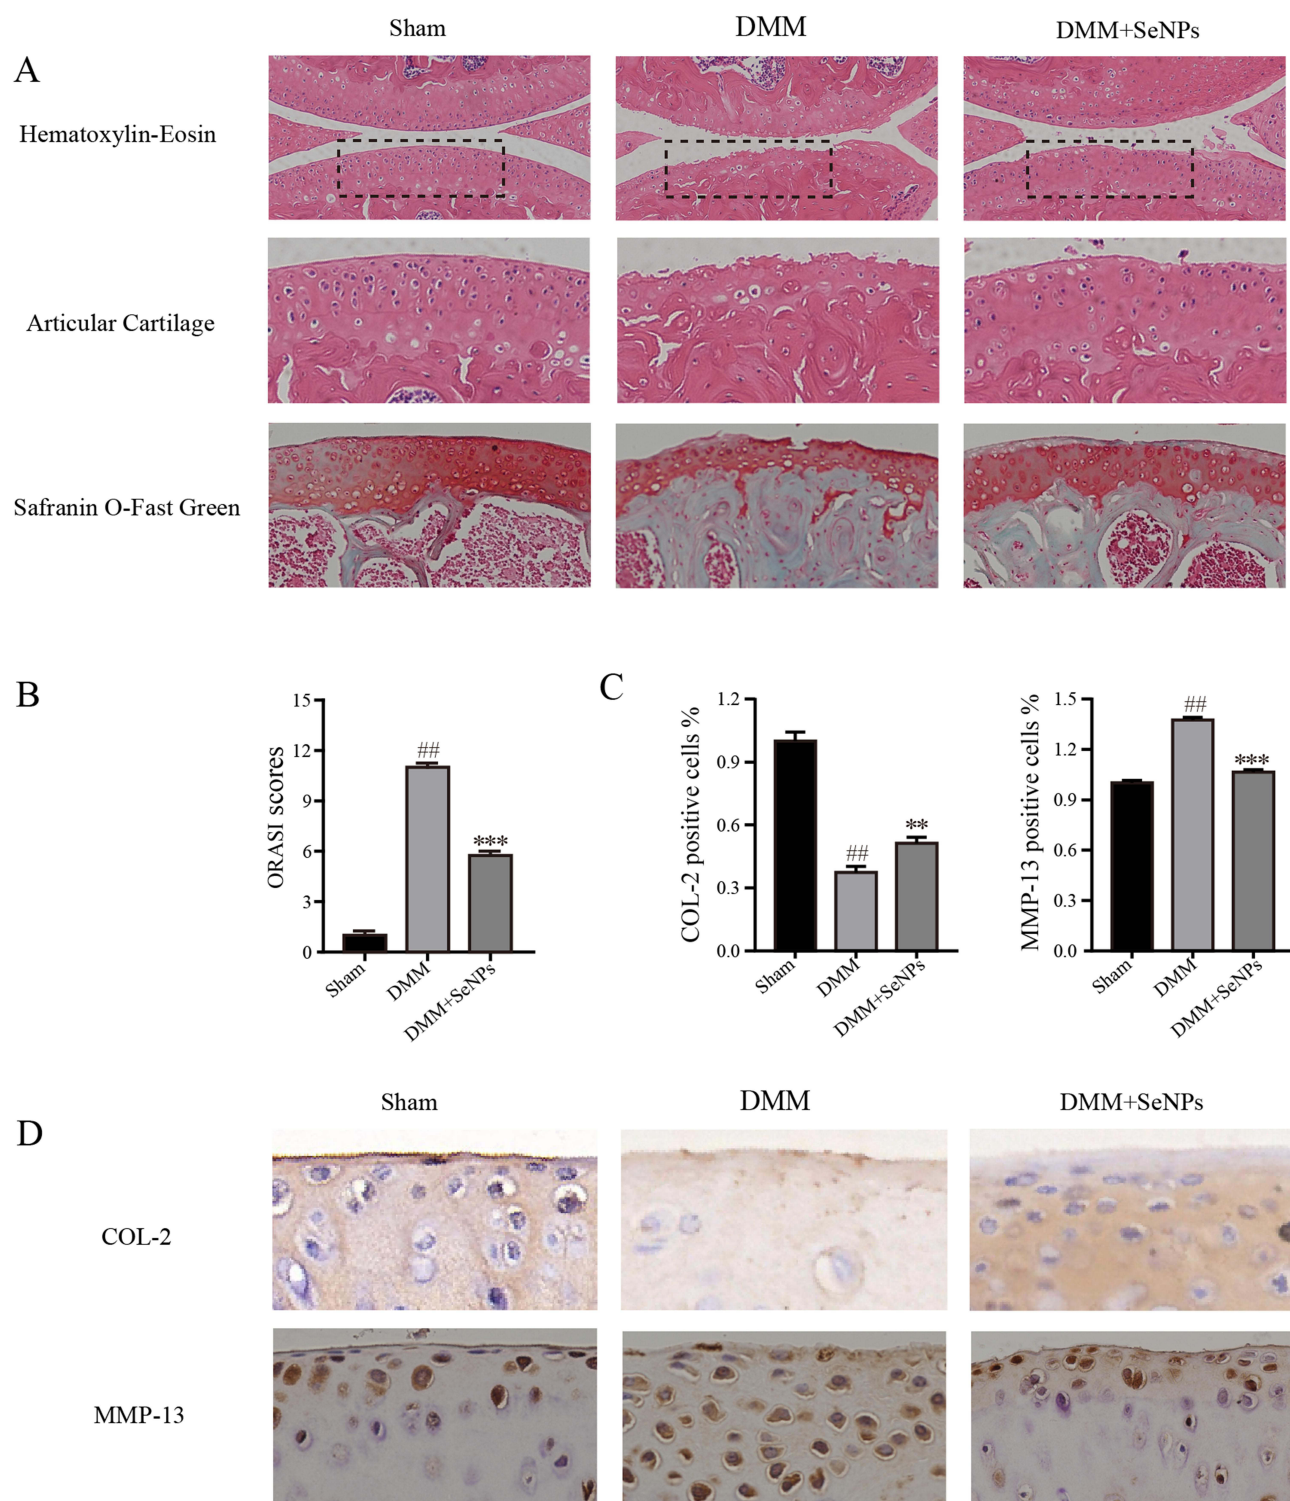 Sham
DMM
DMM+SeNPs
A
Hematoxylin-Eosin
Articular Cartilage
Safranin O-Fast Green
B
ORASI scores
15
12
9
6
3
0
##
***
Sham
DMM
DMM+SeNPs
C
COL-2 positive cells %
1.2
0.9
0.6
0.3
0.0
##
**
Sham
DMM
DMM+SeNPs
MMP-13 positive cells %
1.5
1.2
0.9
0.6
0.3
0.0
##
***
Sham
DMM
DMM+SeNPs
D
Sham
DMM
DMM+SeNPs
COL-2
MMP-13